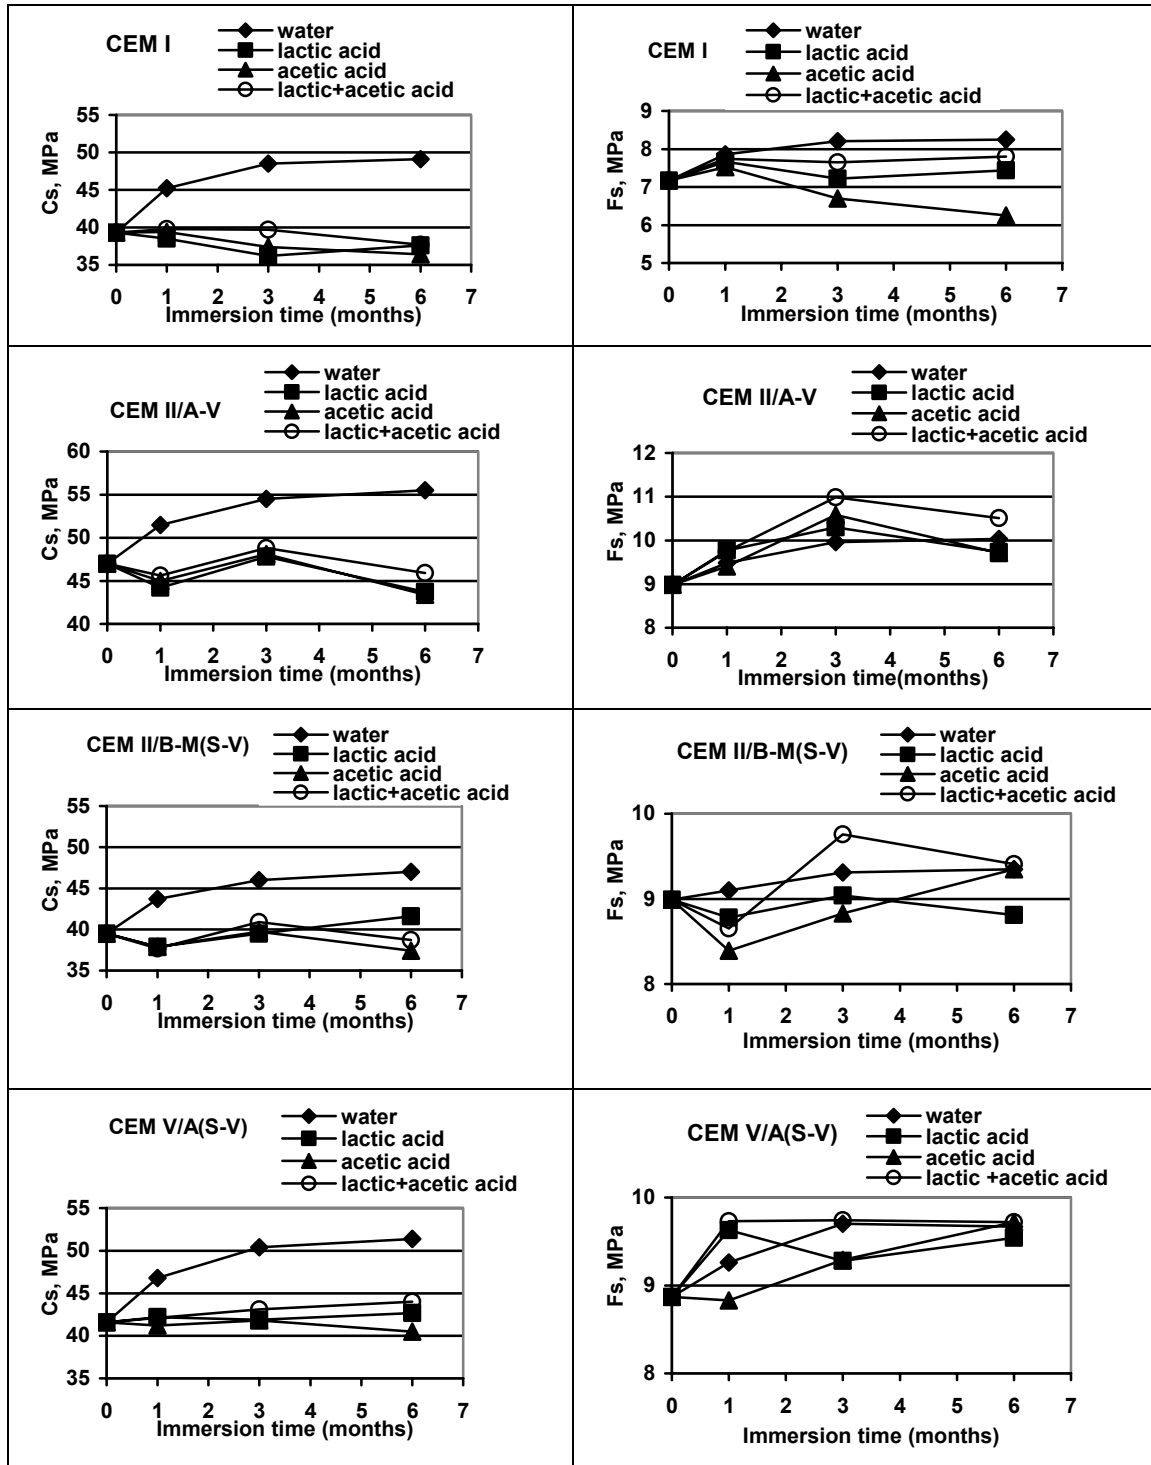 CEM I
water
lactic acid
acetic acid
lactic+acetic acid
Cs, MPa
55
50
45
40
35
0 1 2 3 4 5 6 7
Immersion time (months)
CEM I
water
lactic acid
acetic acid
lactic+acetic acid
Fs, MPa
9
8
7
6
5
0 1 2 3 4 5 6 7
Immersion time (months)
CEM II/A-V
water
lactic acid
acetic acid
lactic+acetic acid
Cs, MPa
60
55
50
45
40
0 1 2 3 4 5 6 7
Immersion time (months)
CEM II/A-V
water
lactic acid
acetic acid
lactic+acetic acid
Fs, MPa
12
11
10
9
8
0 1 2 3 4 5 6 7
Immersion time(months)
CEM II/B-M(S-V)
water
lactic acid
acetic acid
lactic+acetic acid
Cs, MPa
55
50
45
40
35
0 1 2 3 4 5 6 7
Immersion time (months)
CEM II/B-M(S-V)
water
lactic acid
acetic acid
lactic+acetic acid
Fs, MPa
10
9
8
0 1 2 3 4 5 6 7
Immersion time (months)
CEM V/A(S-V)
water
lactic acid
acetic acid
lactic+acetic acid
Cs, MPa
55
50
45
40
35
0 1 2 3 4 5 6 7
Immersion time (months)
CEM V/A(S-V)
water
lactic acid
acetic acid
lactic +acetic acid
Fs, MPa
10
9
8
0 1 2 3 4 5 6 7
Immersion time (months)